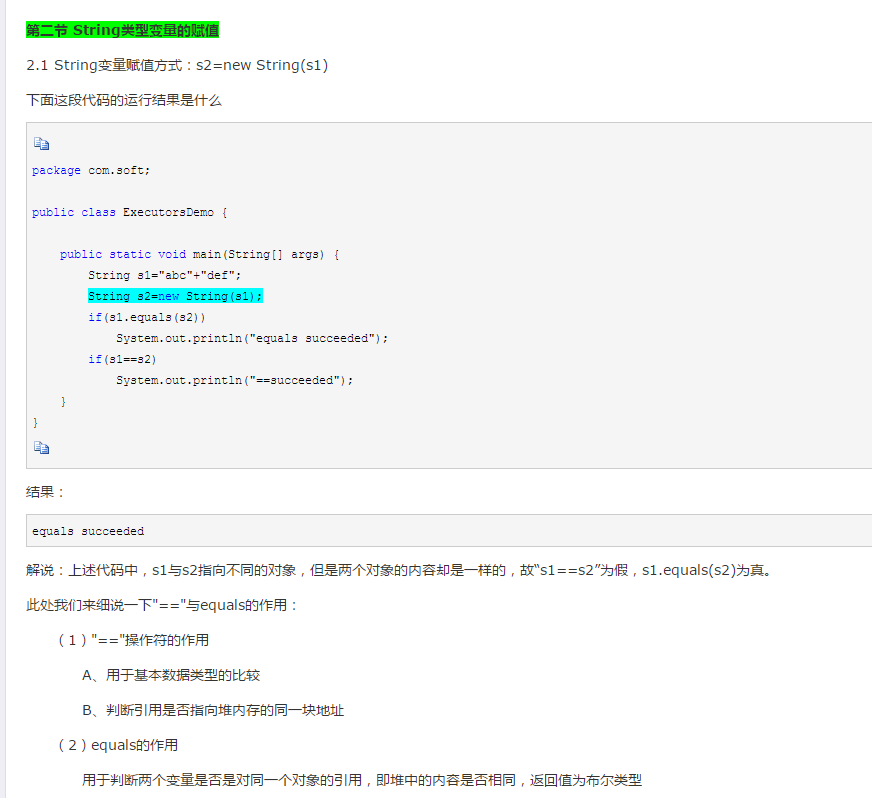 第二节 String类型变量的赋值
2.1 String变量赋值方式：s2=new String(s1)
下面这段代码的运行结果是什么
package com.soft;
public class ExecutorsDemo {
public static void main(String[] args) {
String s1="abc"+"def";
String s2=new String(s1);
if(s1.equals(s2))
System.out.println("equals succeeded");
if(s1==s2)
System.out.println("==succeeded");
}
}
结果：
equals succeeded
解说：上述代码中，s1与s2指向不同的对象，但是两个对象的内容却是一样的，故“s1==s2”为假，s1.equals(s2)为真。
此处我们来细说一下"=="与equals的作用：
（1）"=="操作符的作用
A、用于基本数据类型的比较
B、判断引用是否指向堆内存的同一块地址
（2）equals的作用
用于判断两个变量是否是对同一个对象的引用，即堆中的内容是否相同，返回值为布尔类型